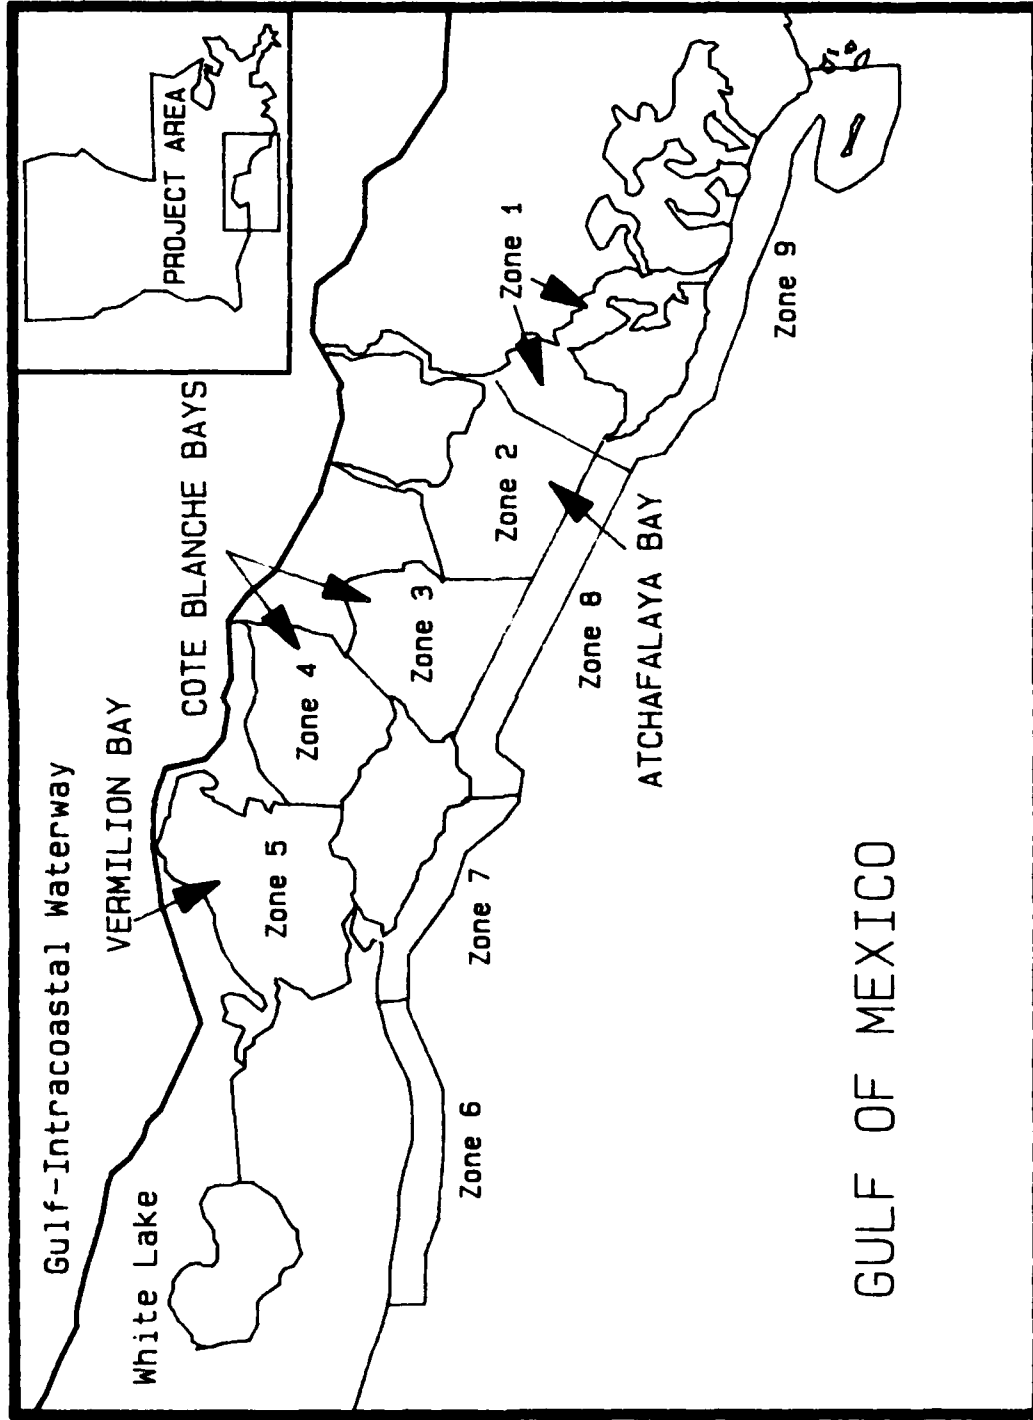 PROJECT AREA
Gulf-Intracoastal Waterway
VERMILION BAY
COTE BLANCHE BAYS
White Lake
Zone 1
Zone 5
Zone 4
Zone 3
Zone 2
Zone 6
Zone 7
Zone 8
Zone 9
ATCHAFALAYA BAY
GULF OF MEXICO